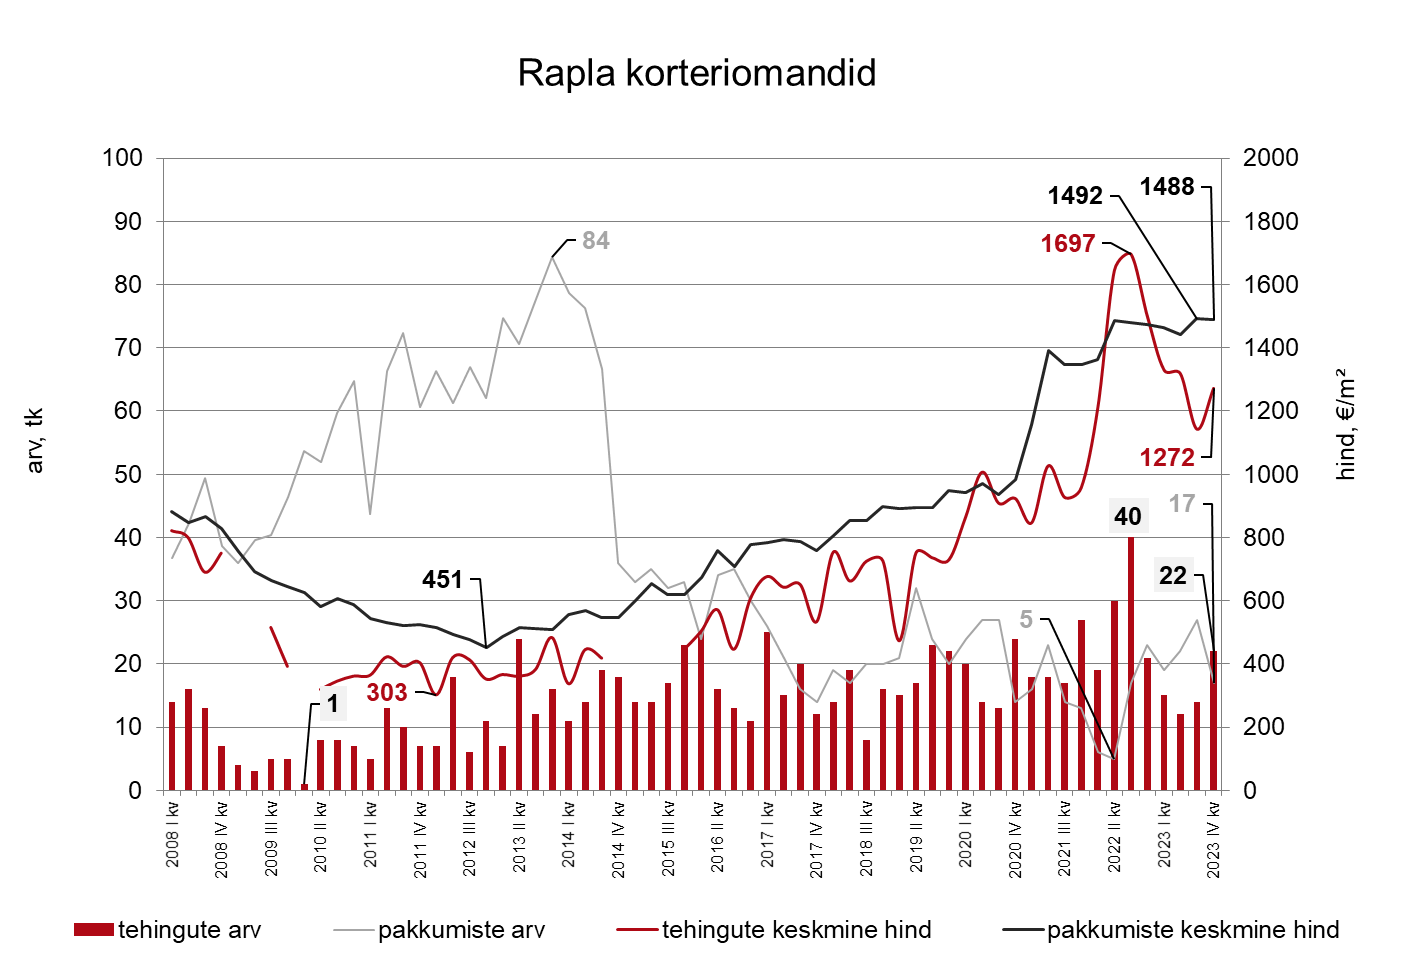 Rapla korteriomandid
arv, tk
100
90
80
70
60
50
40
30
20
10
0
2000
1800
1600
1400
1200
1000
800
600
400
200
0
hind, €/m²
84
451
303
1
1492
1488
1697
1272
17
40
22
5
2008 I kv
2008 IV kv
2009 III kv
2010 II kv
2011 I kv
2011 IV kv
2012 III kv
2013 II kv
2014 I kv
2014 IV kv
2015 III kv
2016 II kv
2017 I kv
2017 IV kv
2018 III kv
2019 II kv
2020 I kv
2020 IV kv
2021 III kv
2022 II kv
2023 I kv
2023 IV kv
tehingute arv pakkumiste arv tehingute keskmine hind pakkumiste keskmine hind